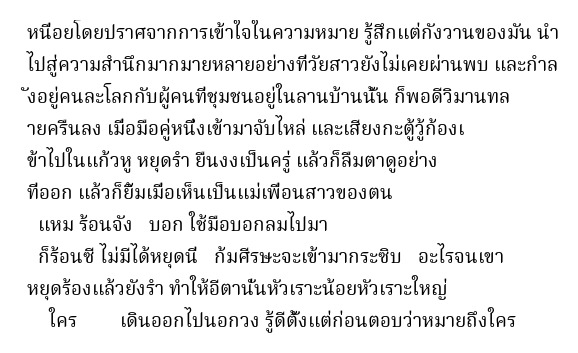 หนื่อยโดยปราศจากการเข้าใจในความหมาย รู้สึกแต่กังวานของมัน นำ
ไปสู่ความสำนึกมากมายหลายอย่างที่วัยสาวยังไม่เคยผ่านพบ และกำล
ังอยู่คนละโลกกับผู้คนที่ชุมชนอยู่ในลานบ้านนั้น ก็พอดีวิมานทล
ายครืนลง เมื่อมือคู่หนึ่งเข้ามาจับไหล่ และเสียงกะตู้วู้ก้องเ
ข้าไปในแก้วหู หยุดรำ ยืนงงเป็นครู่ แล้วก็ลืมตาดูอย่าง
ทึ่ออก แล้วก็ยิ้มเมื่อเห็นเป็นแม่เพื่อนสาวของตน
แหม ร้อนจัง บอก ใช้มือบอกลมไปมา
ก็ร้อนซี ไม่มีได้หยุดนี่ ก้มศีรษะจะเข้ามากระซิบ อะไรจนเขา
หยุดร้องแล้วยังรำ ทำให้อีตานั่นหัวเราะน้อยหัวเราะใหญ่
ใคร เดินออกไปนอกวง รู้ดีตั้งแต่ก่อนตอบว่าหมายถึงใคร